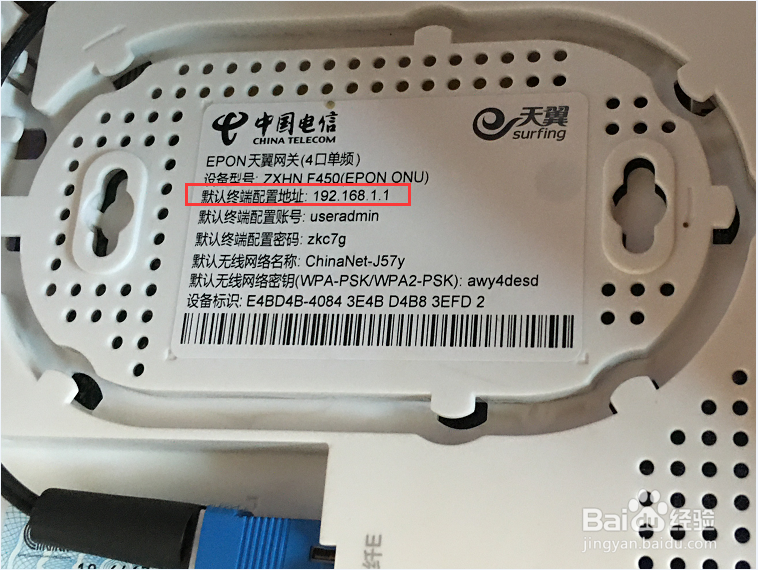 中国电信
CHINA TELECOM
天翼
surfing
EPON天翼网关(4口单频)
设备型号: ZXHN F450(EPON ONU)
默认终端配置地址: 192.168.1.1
默认终端配置账号: useradmin
默认终端配置密码: zkc7g
默认无线网络名称: ChinaNet-J57y
默认无线网络密钥(WPA-PSK/WPA2-PSK): awy4desd
设备标识: E4BD4B-4084 3E4B D4B8 3EFD 2
纤E
Baidu经验
jingyan.baidu.com